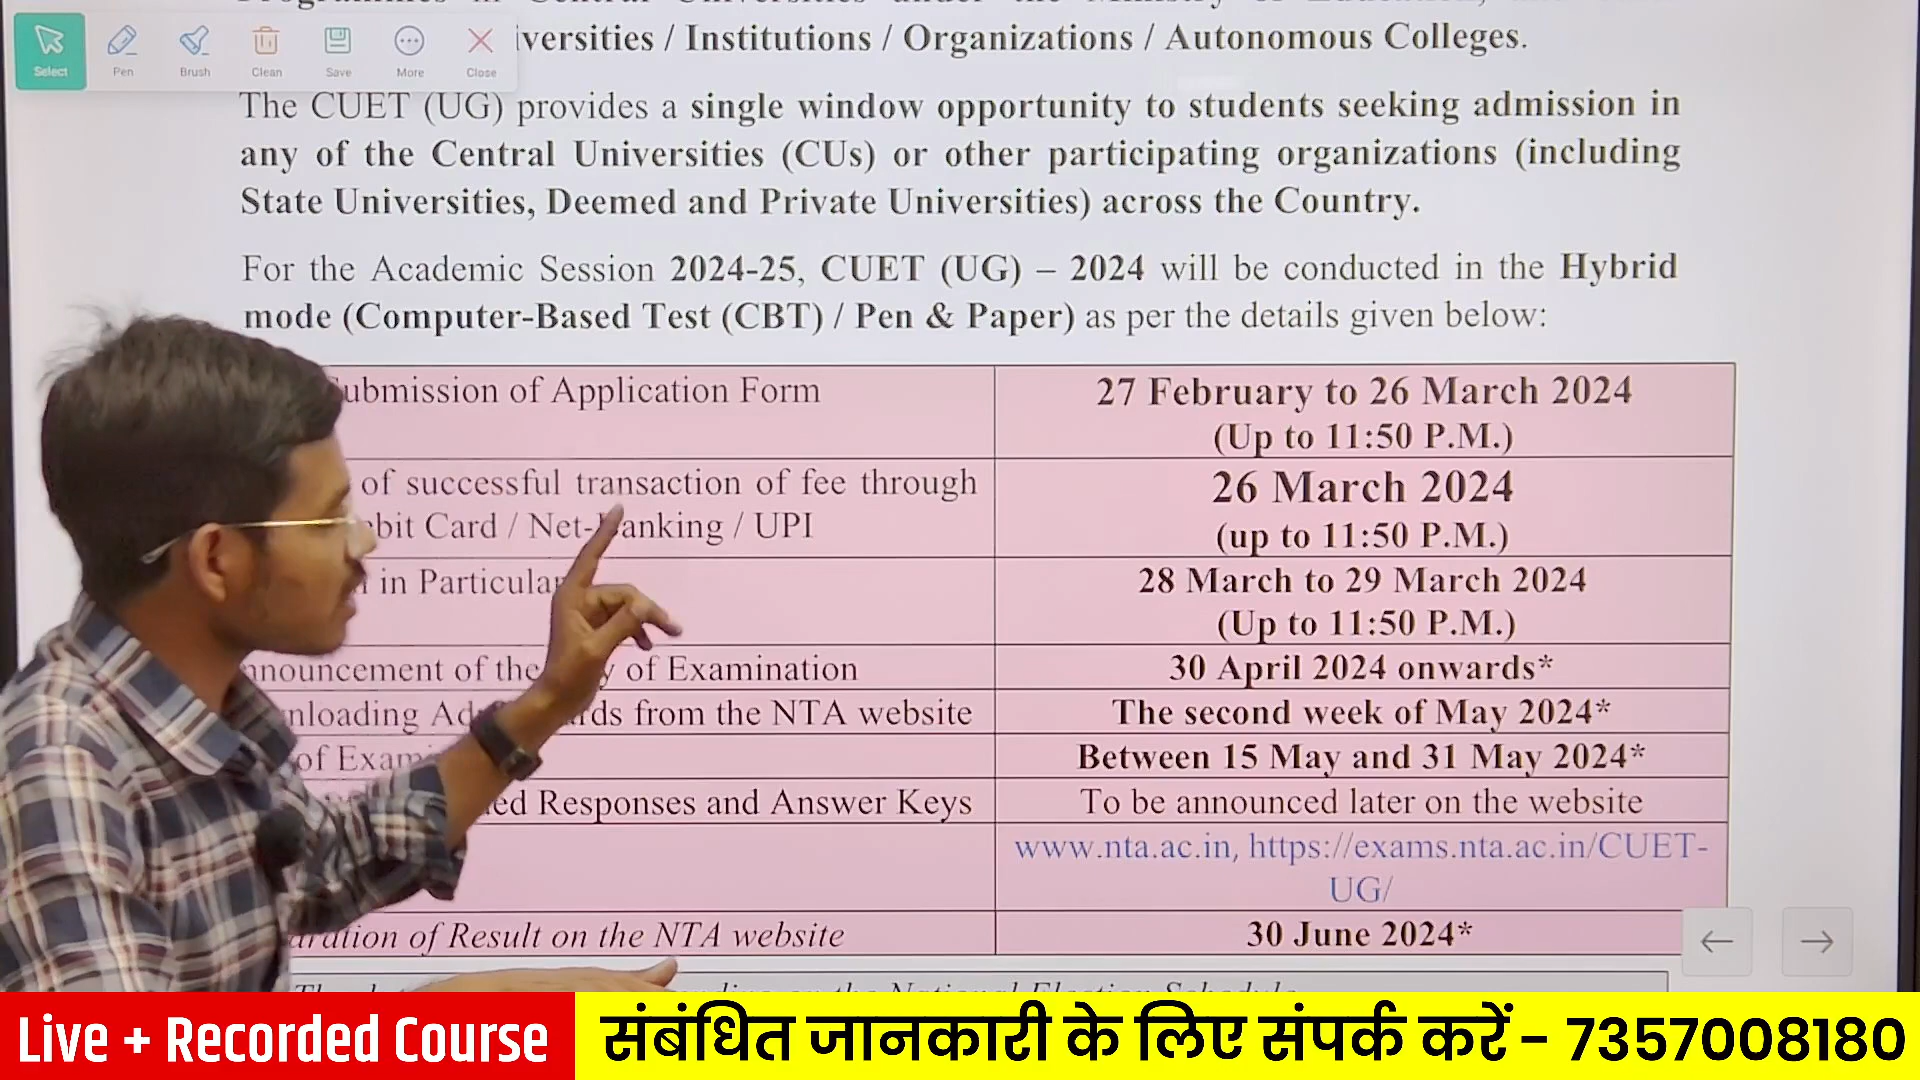 Select Pen Brush Clean Save More Close
versities / Institutions / Organizations / Autonomous Colleges.
The CUET (UG) provides a single window opportunity to students seeking admission in
any of the Central Universities (CUs) or other participating organizations (including
State Universities, Deemed and Private Universities) across the Country.
For the Academic Session 2024-25, CUET (UG) – 2024 will be conducted in the Hybrid
mode (Computer-Based Test (CBT) / Pen & Paper) as per the details given below:
ubmission of Application Form
27 February to 26 March 2024
(Up to 11:50 P.M.)
of successful transaction of fee through
bit Card / Net-Banking / UPI
26 March 2024
(up to 11:50 P.M.)
in Particular
28 March to 29 March 2024
(Up to 11:50 P.M.)
nnouncement of the y of Examination
30 April 2024 onwards*
nloading Ad rds from the NTA website
The second week of May 2024*
of Exam
Between 15 May and 31 May 2024*
ed Responses and Answer Keys
To be announced later on the website
www.nta.ac.in, https://exams.nta.ac.in/CUET-
UG/
aration of Result on the NTA website
30 June 2024*
on the National Election Schedule
Live + Recorded Course
संबंधित जानकारी के लिए संपर्क करें – 7357008180